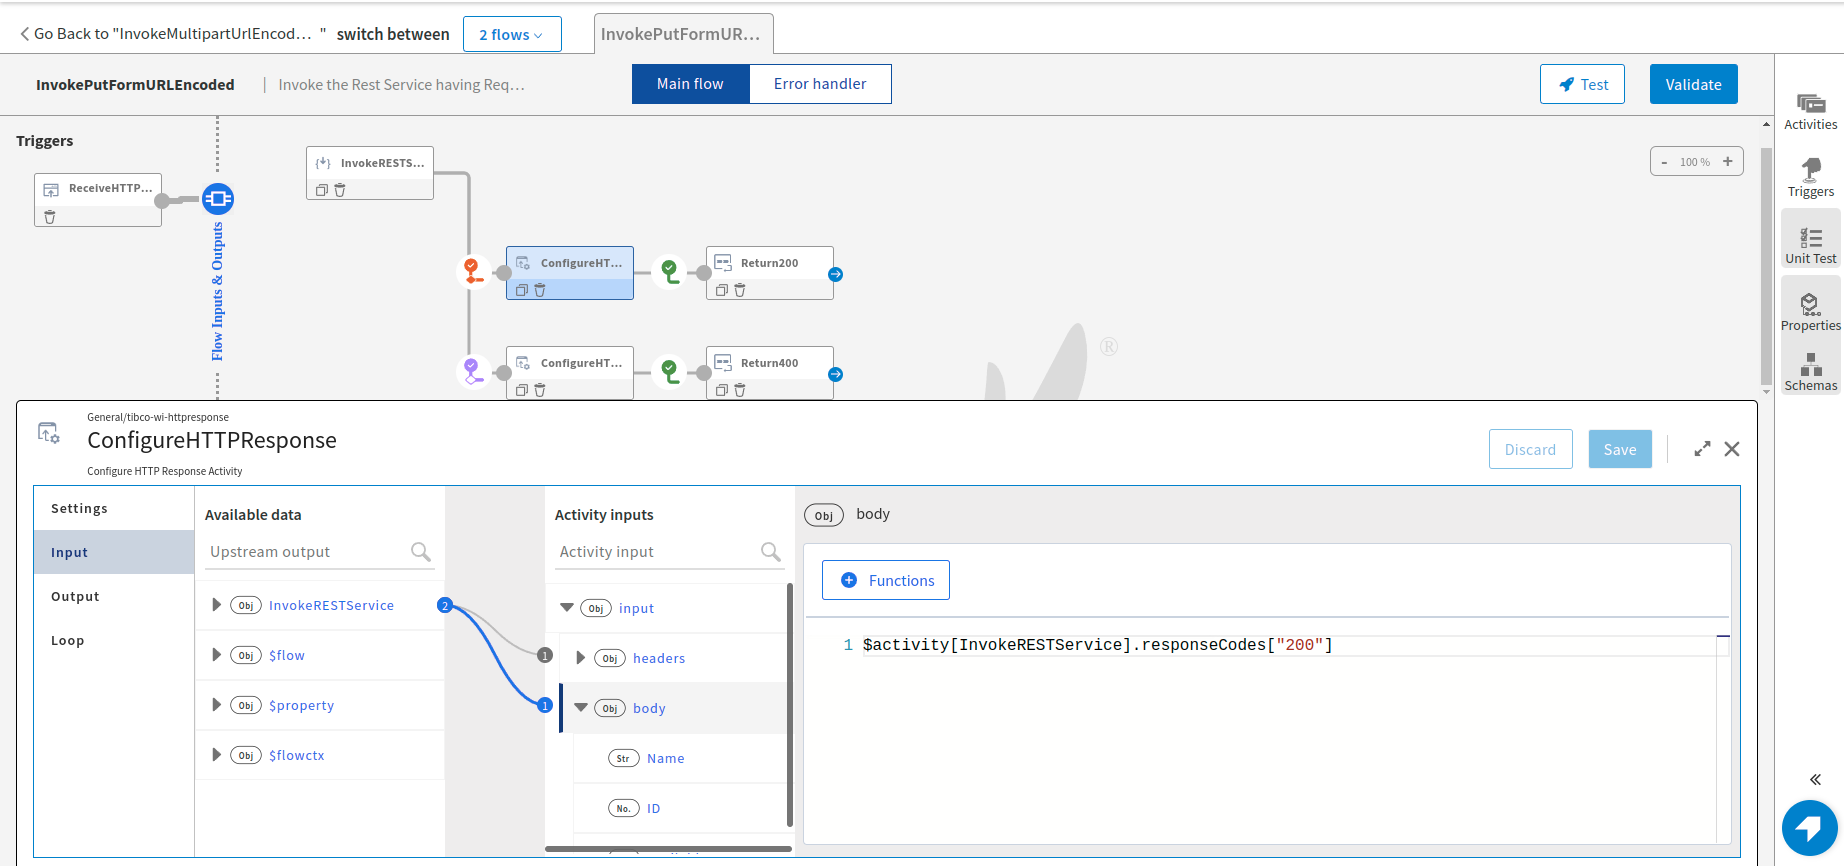 Go Back to "InvokeMultipartUrlEncod… " switch between 2 flows InvokePutFormUR…
InvokePutFormURLEncoded | Invoke the Rest Service having Req… Main flow Error handler Test Validate
Triggers
ReceiveHTTP…
Flow Inputs & Outputs
InvokeRESTS…
- 100 % +
ConfigureHT…
Return200
ConfigureHT…
Return400
®
Activities
Triggers
Unit Test
Properties
Schemas
General/tibco-wi-httpresponse
ConfigureHTTPResponse
Configure HTTP Response Activity
Discard Save
Settings
Input
Output
Loop
Available data
Upstream output
Obj InvokeRESTService
Obj $flow
Obj $property
Obj $flowctx
2
1
1
Activity inputs
Activity input
Obj input
Obj headers
Obj body
Str Name
No. ID
Obj body
Functions
1 $activity[InvokeRESTService].responseCodes["200"]